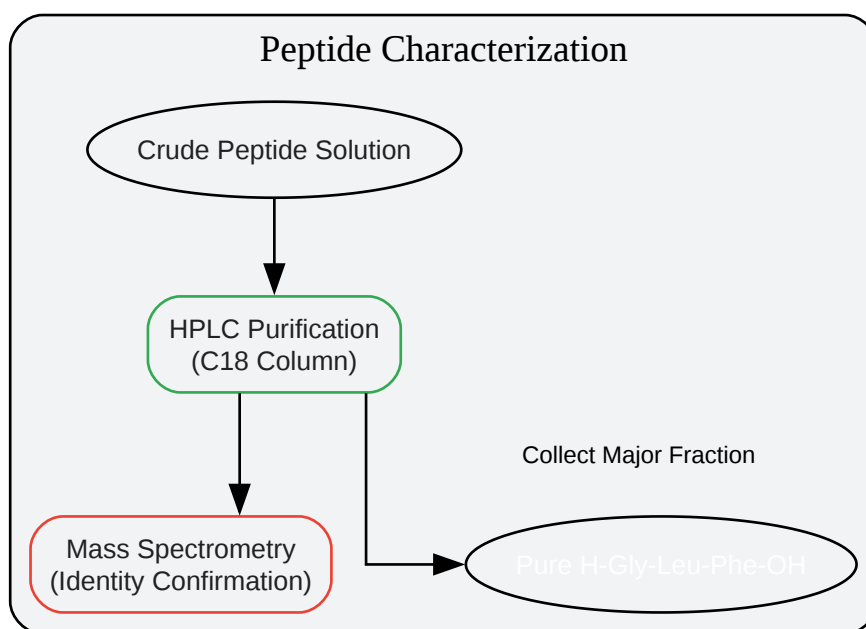 Peptide Characterization
Crude Peptide Solution
HPLC Purification
(C18 Column)
Collect Major Fraction
Mass Spectrometry
(Identity Confirmation)
Pure H-Gly-Leu-Phe-OH